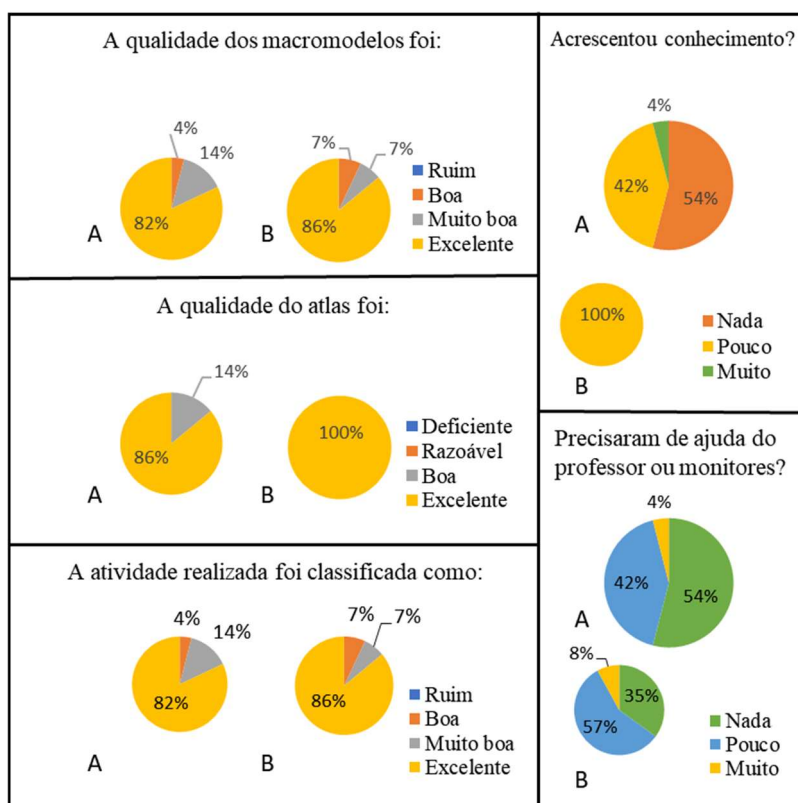 A qualidade dos macromodelos foi:
4%
14%
82%
A
7%
7%
86%
B
Ruim
Boa
Muito boa
Excelente
A qualidade do atlas foi:
14%
86%
A
100%
B
Deficiente
Razoável
Boa
Excelente
A atividade realizada foi classificada como:
4%
14%
82%
A
7%
7%
86%
B
Ruim
Boa
Muito boa
Excelente
Acrescentou conhecimento?
4%
42%
54%
A
100%
B
Nada
Pouco
Muito
Precisaram de ajuda do
professor ou monitores?
4%
42%
54%
A
8%
35%
57%
B
Nada
Pouco
Muito